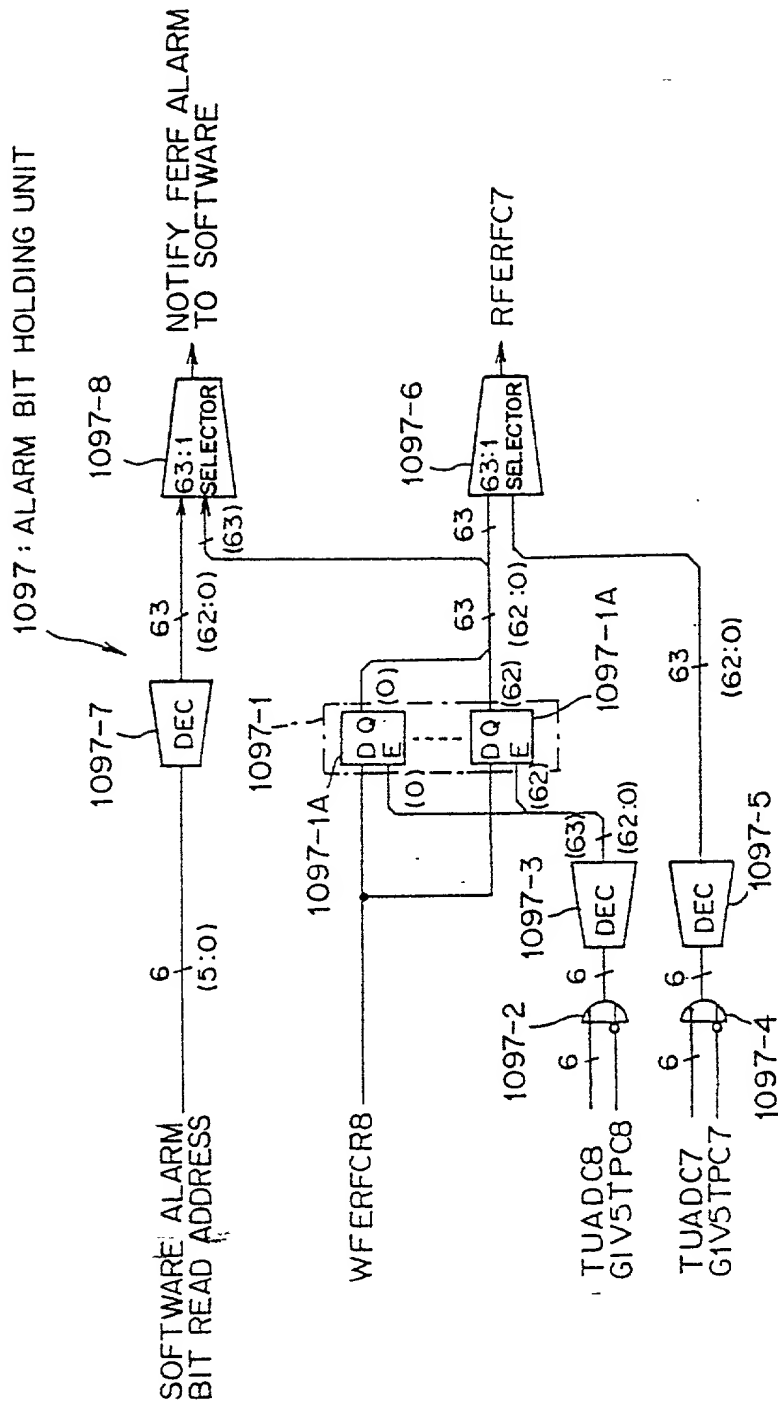 1097 : ALARM BIT HOLDING UNIT
SOFTWARE ALARM
BIT READ ADDRESS
6
(5:0)
1097-7
DEC
63
(62:0)
(63)
1097-8
63:1
SELECTOR
NOTIFY FERF ALARM
TO SOFTWARE
WFERFCR8
1097-1A
1097-1
D Q
E
(0)
(0)
D Q
E
(62)
(62)
1097-1A
63
(62:0)
63
1097-6
63:1
SELECTOR
RFERFC7
TUADC8
G1V5TPC8
6
1097-2
6
1097-3
DEC
(63)
(62:0)
TUADC7
G1V5TPC7
6
1097-4
6
DEC
1097-5
63
(62:0)